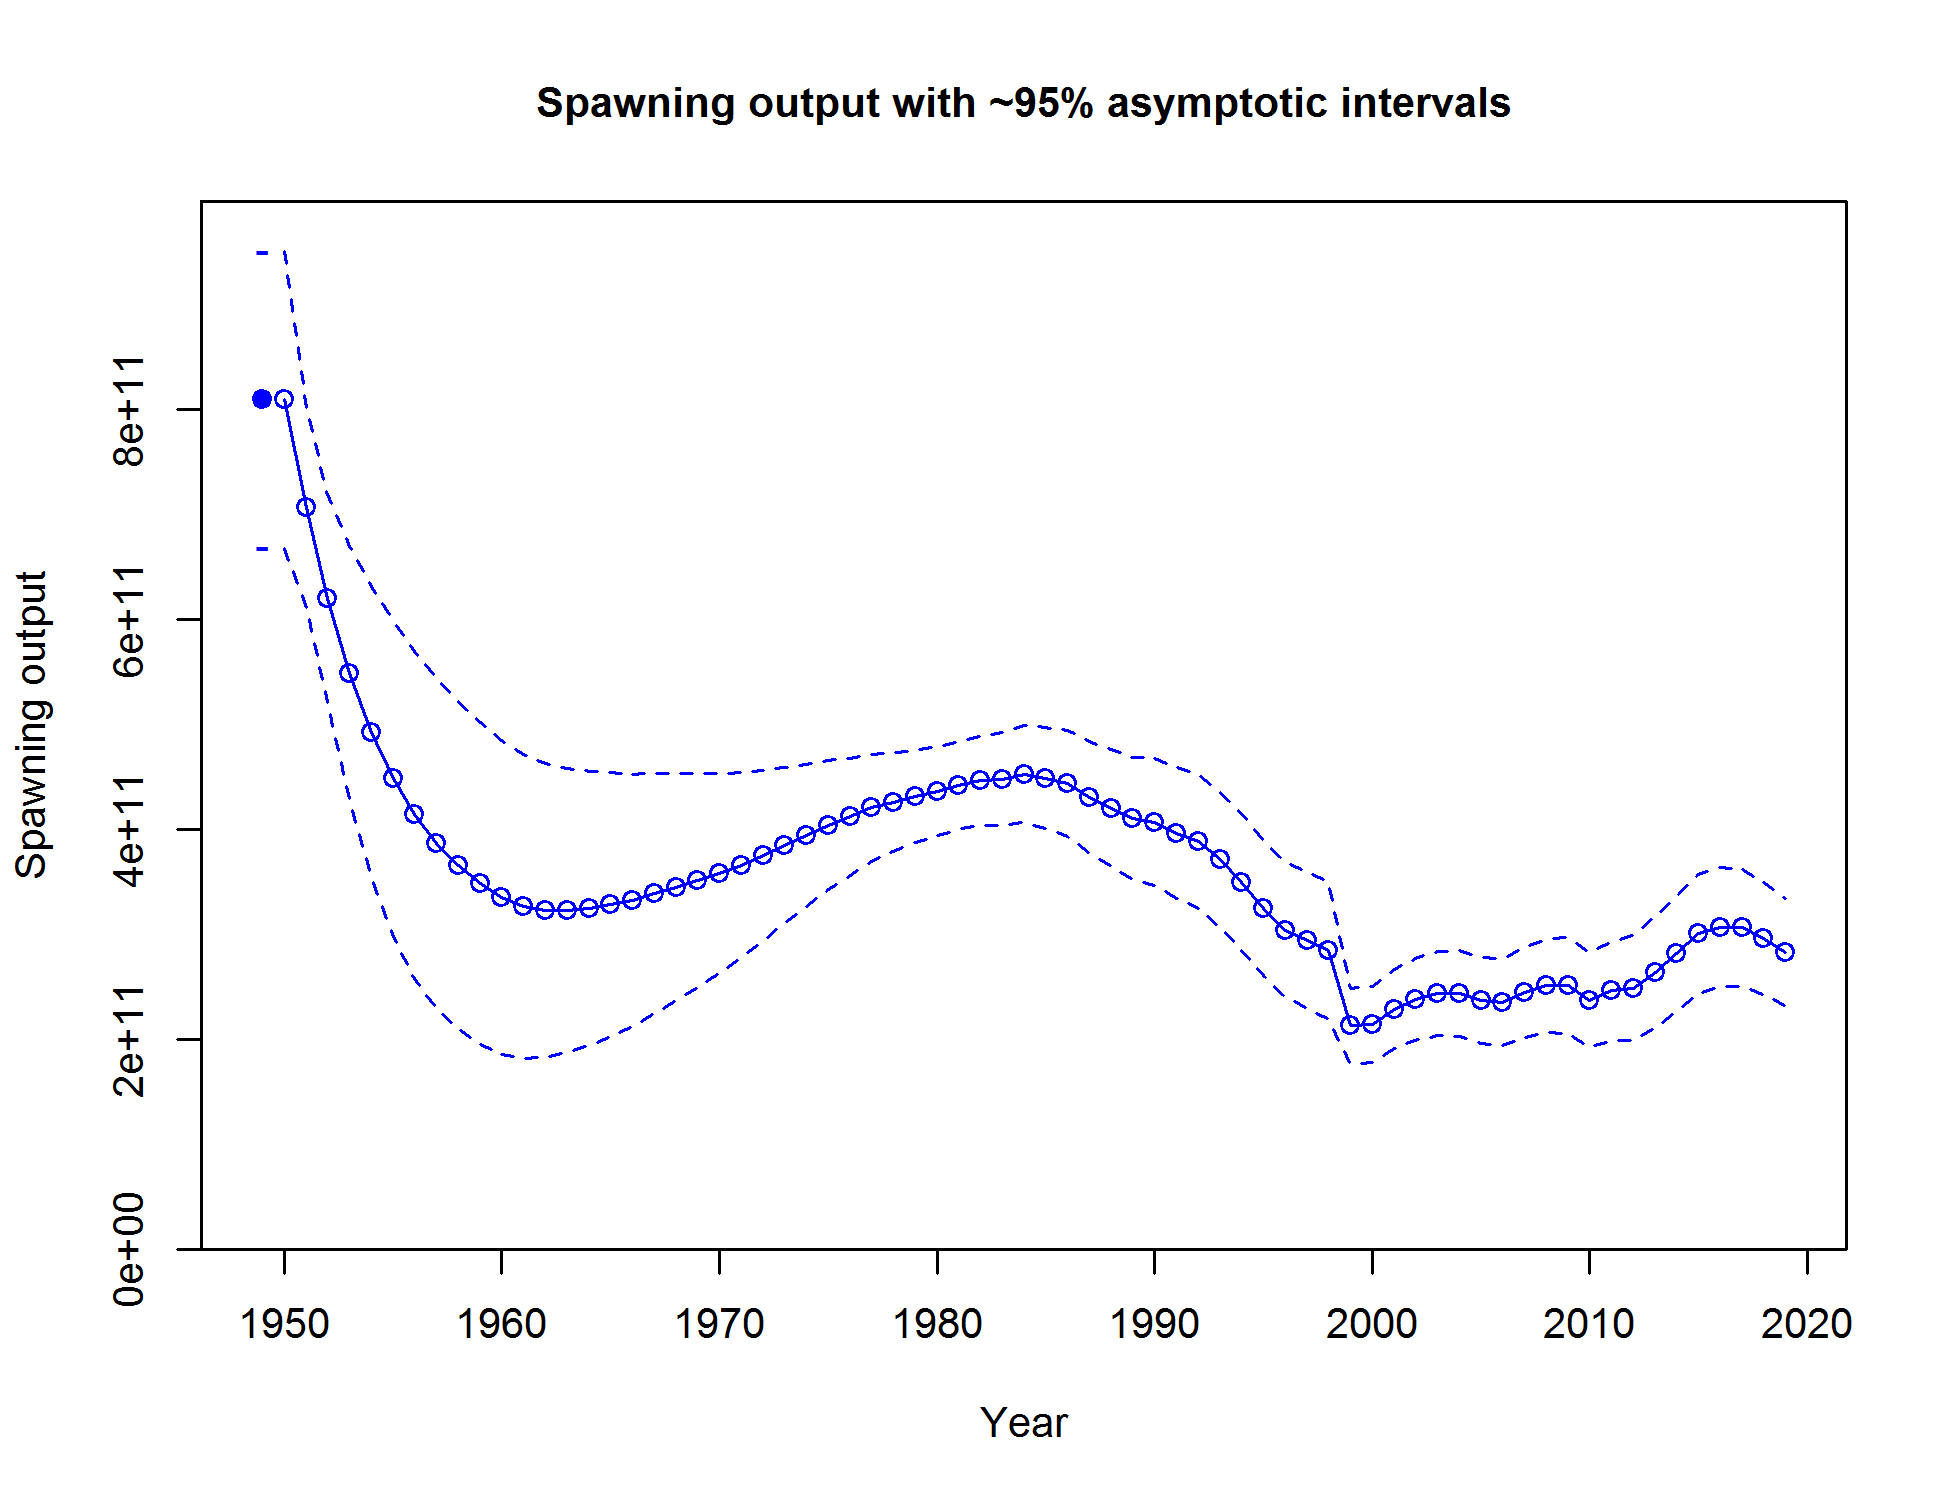 Spawning output with ~95% asymptotic intervals
Spawning output
8e+11
6e+11
4e+11
2e+11
0e+00
1950 1960 1970 1980 1990 2000 2010 2020
Year